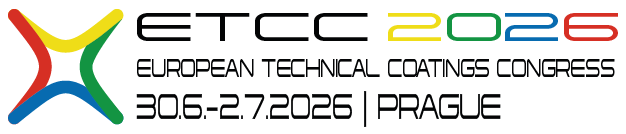 ETCC 2026
EUROPEAN TECHNICAL COATINGS CONGRESS
30.6.-2.7.2026 | PRAGUE